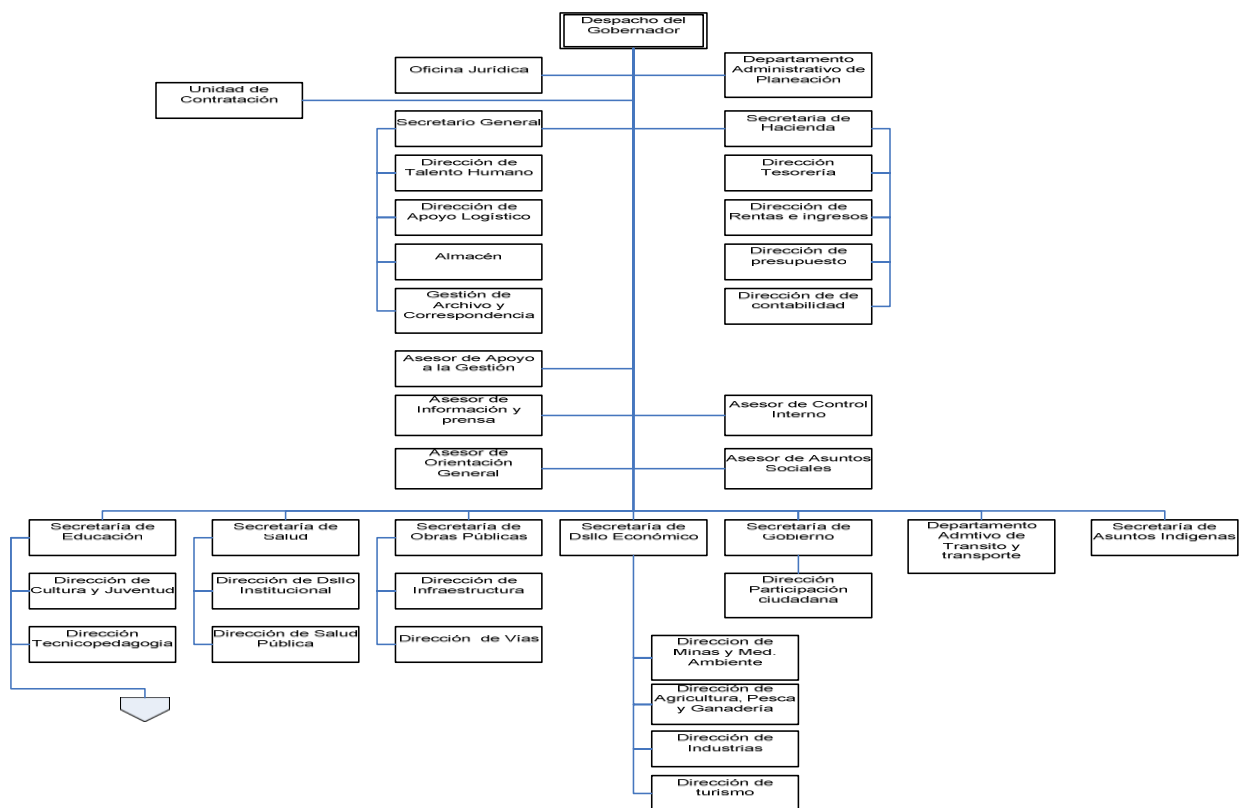 Despacho del
Gobernador
Oficina Jurídica
Departamento
Administrativo de
Planeación
Unidad de
Contratación
Secretario General
Secretaria de
Hacienda
Dirección de
Talento Humano
Dirección
Tesorería
Dirección de
Apoyo Logístico
Dirección de
Rentas e ingresos
Almacén
Dirección de
presupuesto
Gestión de
Archivo y
Correspondencia
Dirección de de
contabilidad
Asesor de Apoyo
a la Gestión
Asesor de
Información y
prensa
Asesor de Control
Interno
Asesor de
Orientación
General
Asesor de Asuntos
Sociales
Secretaría de
Educación
Secretaría de
Salud
Secretaría de
Obras Públicas
Secretaría de
Dsllo Económico
Secretaría de
Gobierno
Departamento
Admtivo de
Transito y
transporte
Secretaría de
Asuntos Indigenas
Dirección de
Cultura y Juventud
Dirección de Dsllo
Institucional
Dirección de
Infraestructura
Dirección
Participación
ciudadana
Dirección
Tecnicopedagogia
Dirección de Salud
Pública
Dirección de Vías
Direccion de
Minas y Med.
Ambiente
Dirección de
Agricultura, Pesca
y Ganadería
Dirección de
Industrias
Dirección de
turismo